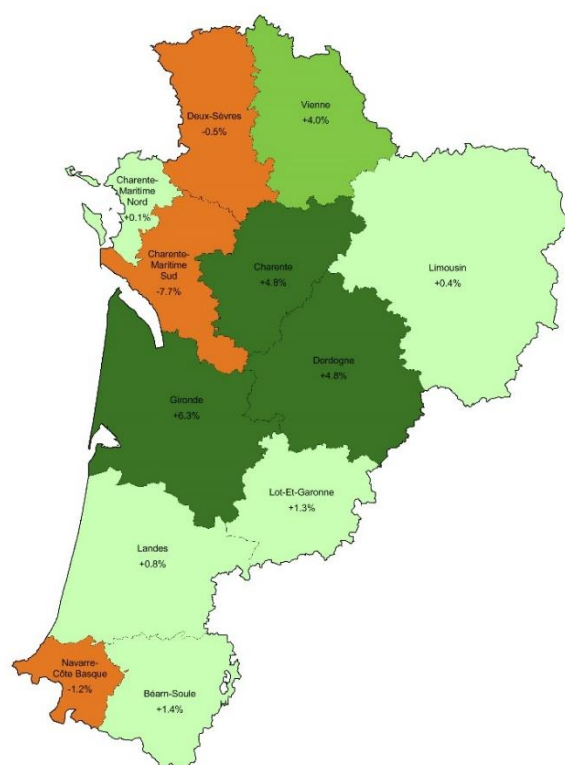 Deux-Sèvres
-0.5%
Vienne
+4.0%
Charente-
Maritime
Nord
+0.1%
Charente-
Maritime
Sud
-7.7%
Charente
+4.8%
Limousin
+0.4%
Dordogne
+4.8%
Gironde
+6.3%
Lot-Et-Garonne
+1.3%
Landes
+0.8%
Navarre-
Côte Basque
-1.2%
Béarn-Soule
+1.4%